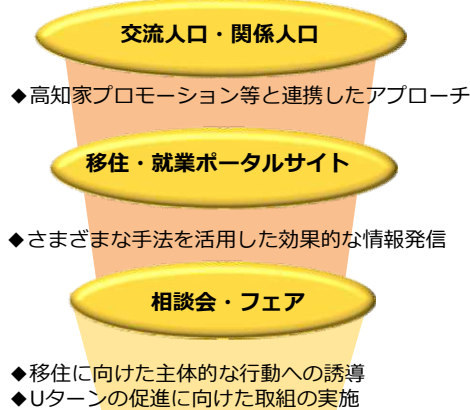 交流人口・関係人口
◆高知家プロモーション等と連携したアプローチ
移住・就業ポータルサイト
◆さまざまな手法を活用した効果的な情報発信
相談会・フェア
◆移住に向けた主体的な行動への誘導
◆Uターンの促進に向けた取組の実施